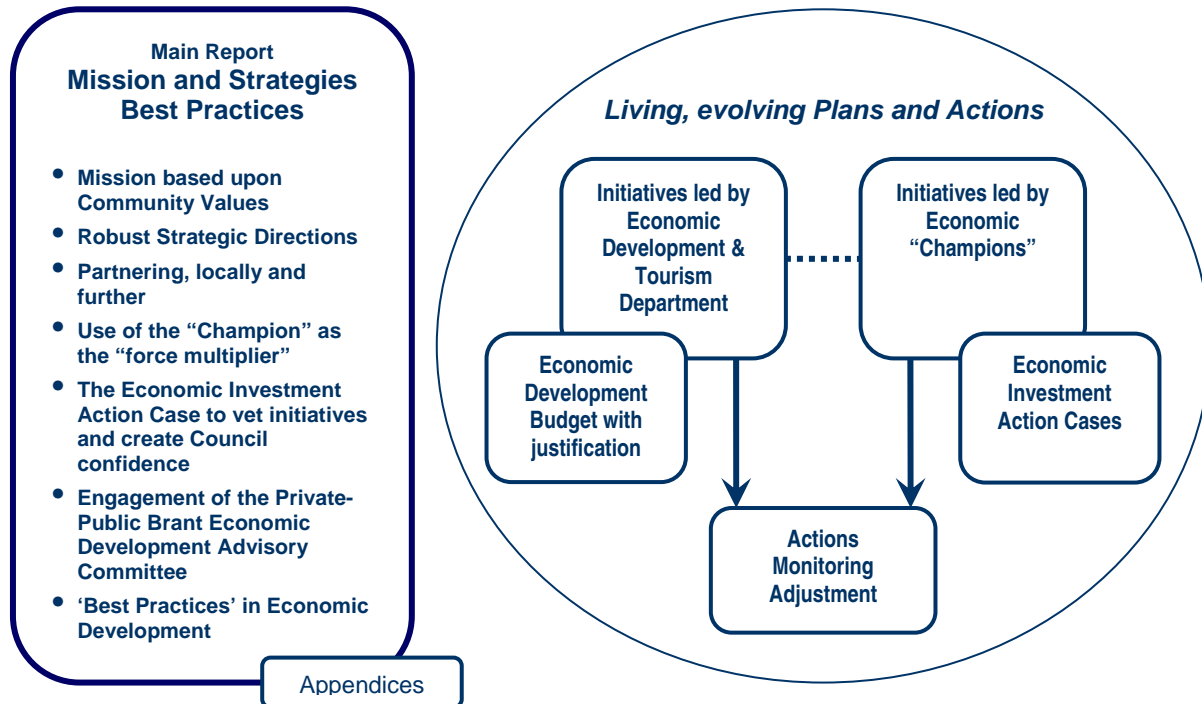 Main Report
Mission and Strategies
Best Practices
• Mission based upon
Community Values
• Robust Strategic Directions
• Partnering, locally and
further
• Use of the “Champion” as
the “force multiplier”
• The Economic Investment
Action Case to vet initiatives
and create Council
confidence
• Engagement of the Private-
Public Brant Economic
Development Advisory
Committee
• ‘Best Practices’ in Economic
Development
Appendices
Living, evolving Plans and Actions
Initiatives led by
Economic
Development &
Tourism
Department
Economic
Development
Budget with
justification
Initiatives led by
Economic
“Champions”
Economic
Investment
Action Cases
Actions
Monitoring
Adjustment